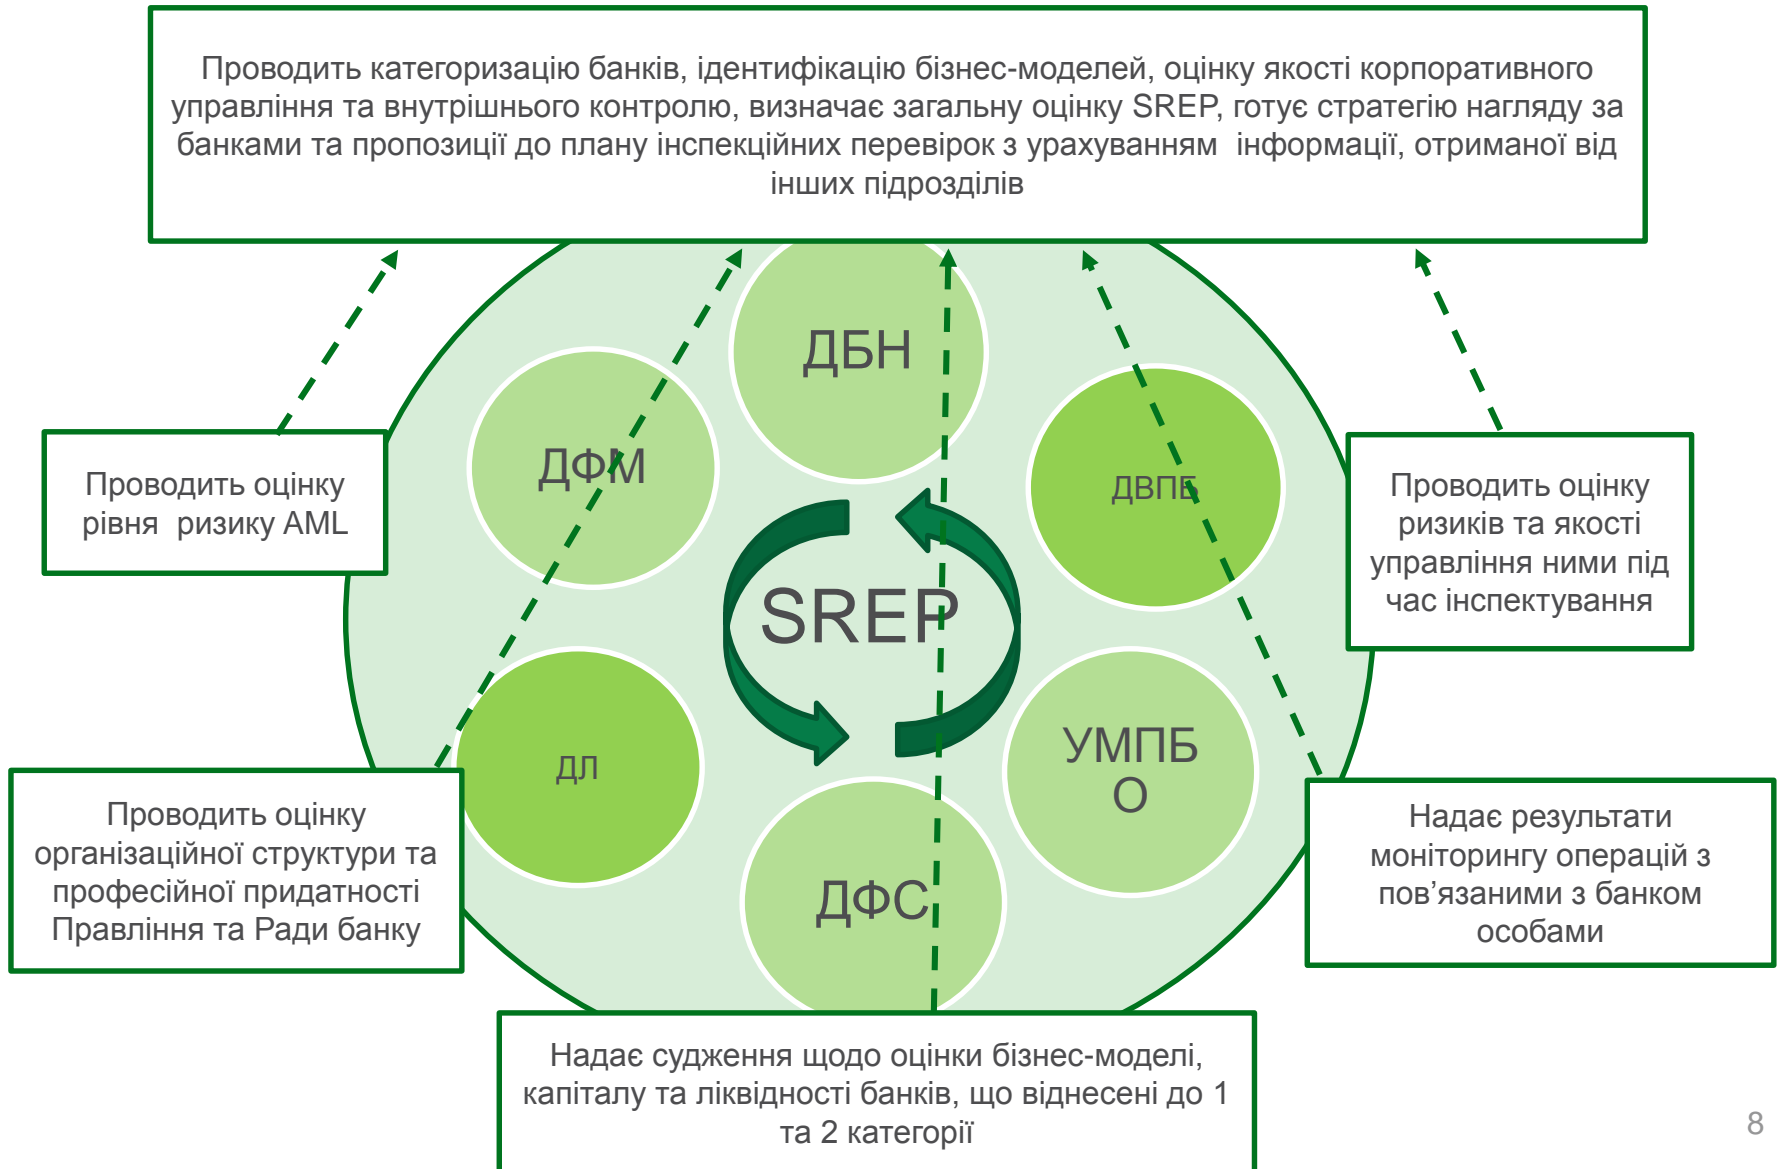 Проводить категоризацію банків, ідентифікацію бізнес-моделей, оцінку якості корпоративного
управління та внутрішнього контролю, визначає загальну оцінку SREP, готує стратегію нагляду за
банками та пропозиції до плану інспекційних перевірок з урахуванням інформації, отриманої від
інших підрозділів
ДБН
ДФМ
ДВПБ
Проводить оцінку
рівня ризику AML
Проводить оцінку
ризиків та якості
управління ними під
час інспектування
SREP
ДЛ
УМПБ
О
Проводить оцінку
організаційної структури та
професійної придатності
Правління та Ради банку
Надає результати
моніторингу операцій з
пов’язаними з банком
особами
ДФС
Надає судження щодо оцінки бізнес-моделі,
капіталу та ліквідності банків, що віднесені до 1
та 2 категорії
8